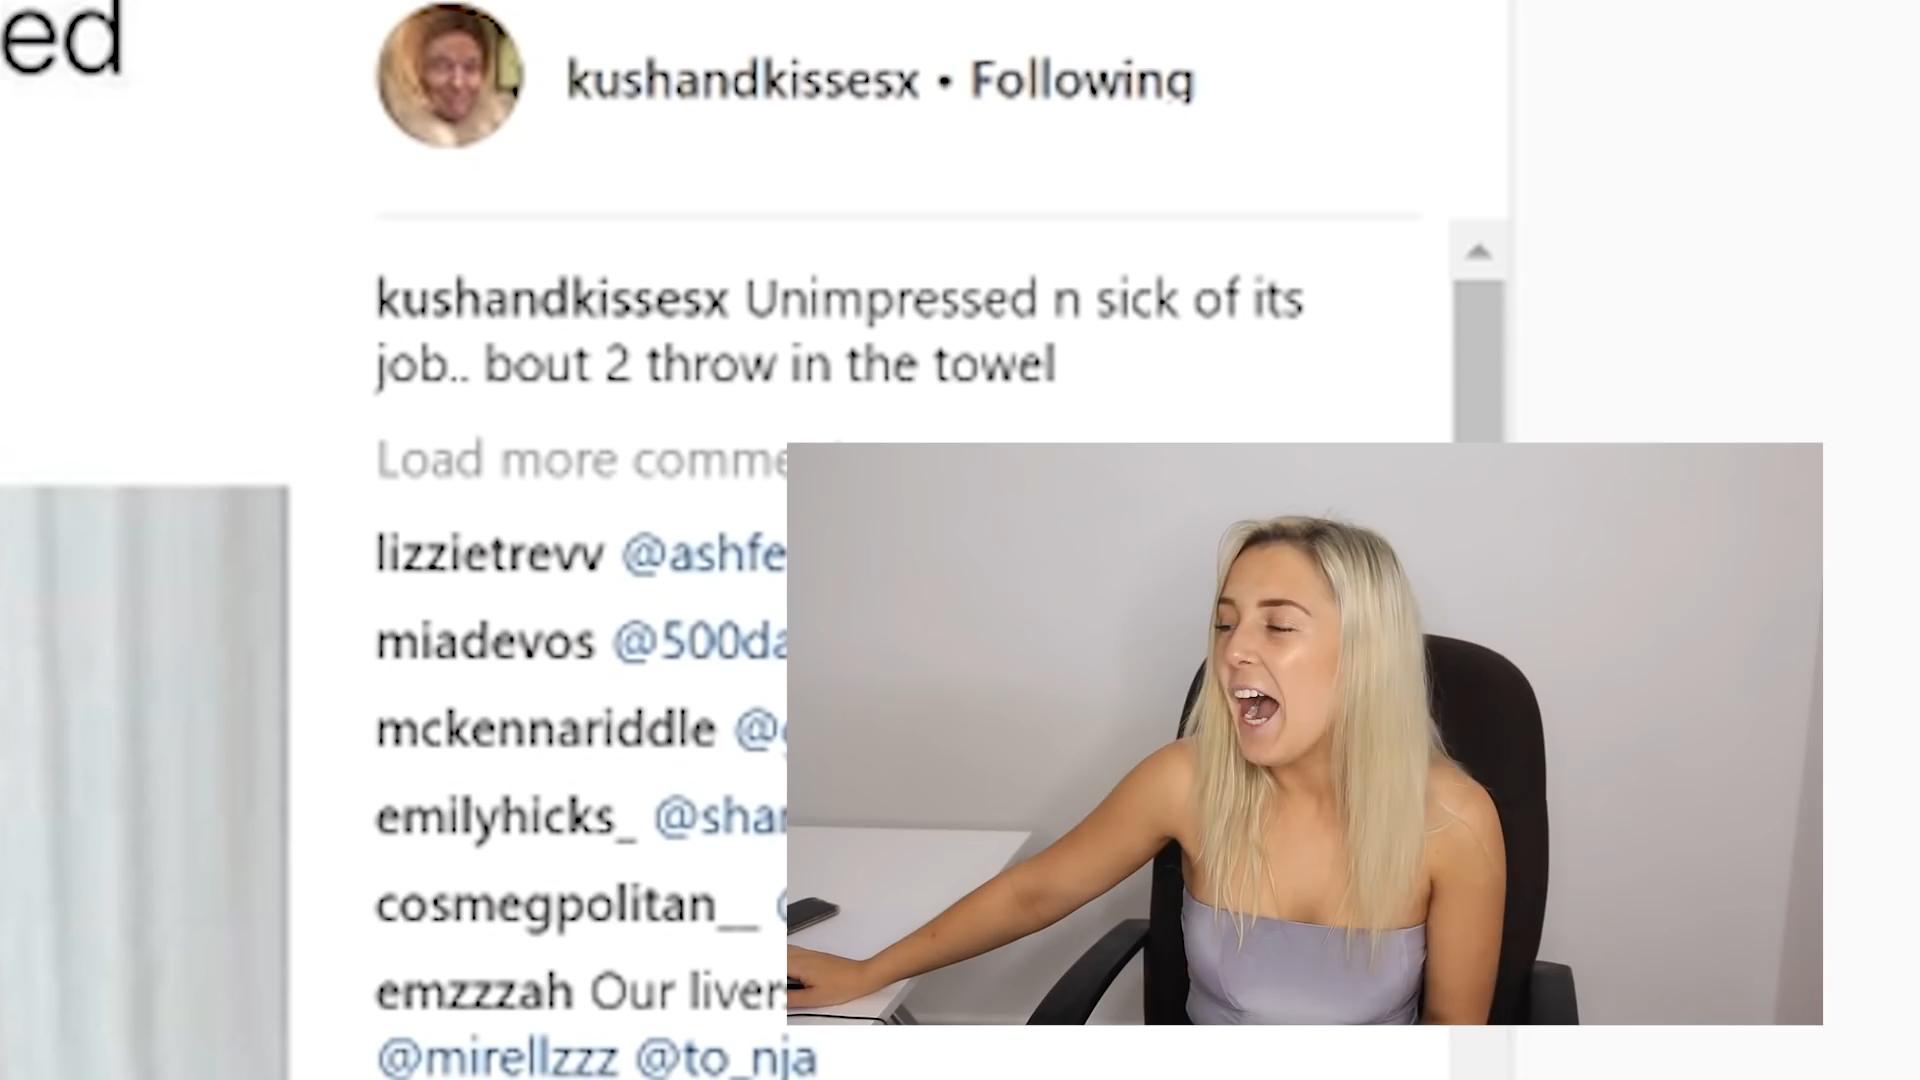 ed
kushandkissesx • Following
kushandkissesx Unimpressed n sick of its
job.. bout 2 throw in the towel
Load more comme
lizzietrevv @ashfe
miadevos @500da
mckennariddle @
emilyhicks_ @shar
cosmegpolitan__
emzzzah Our livers
@mirellzzz @to_nja